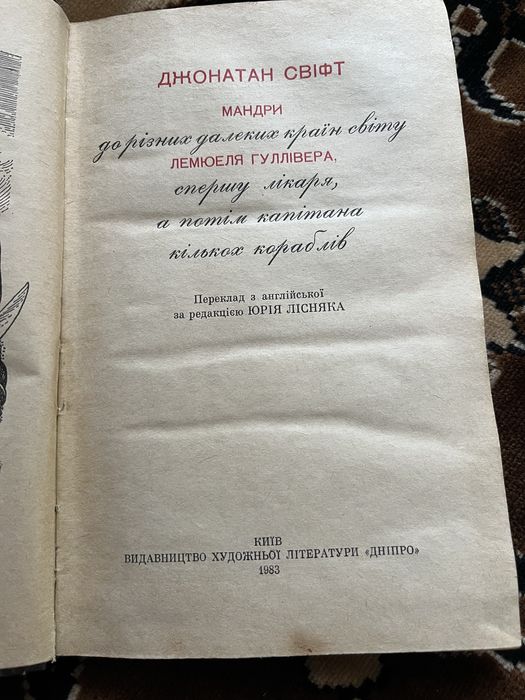 ДЖОНАТАН СВІФТ
МАНДРИ
до різних далеких країн світу
ЛЕМЮЕЛЯ ГУЛЛІВЕРА,
спершу лікаря,
а потім капітана
кількох кораблів
Переклад з англійської
за редакцією ЮРІЯ ЛІСНЯКА
КИЇВ
ВИДАВНИЦТВО ХУДОЖНЬОЇ ЛІТЕРАТУРИ «ДНІПРО»
1983